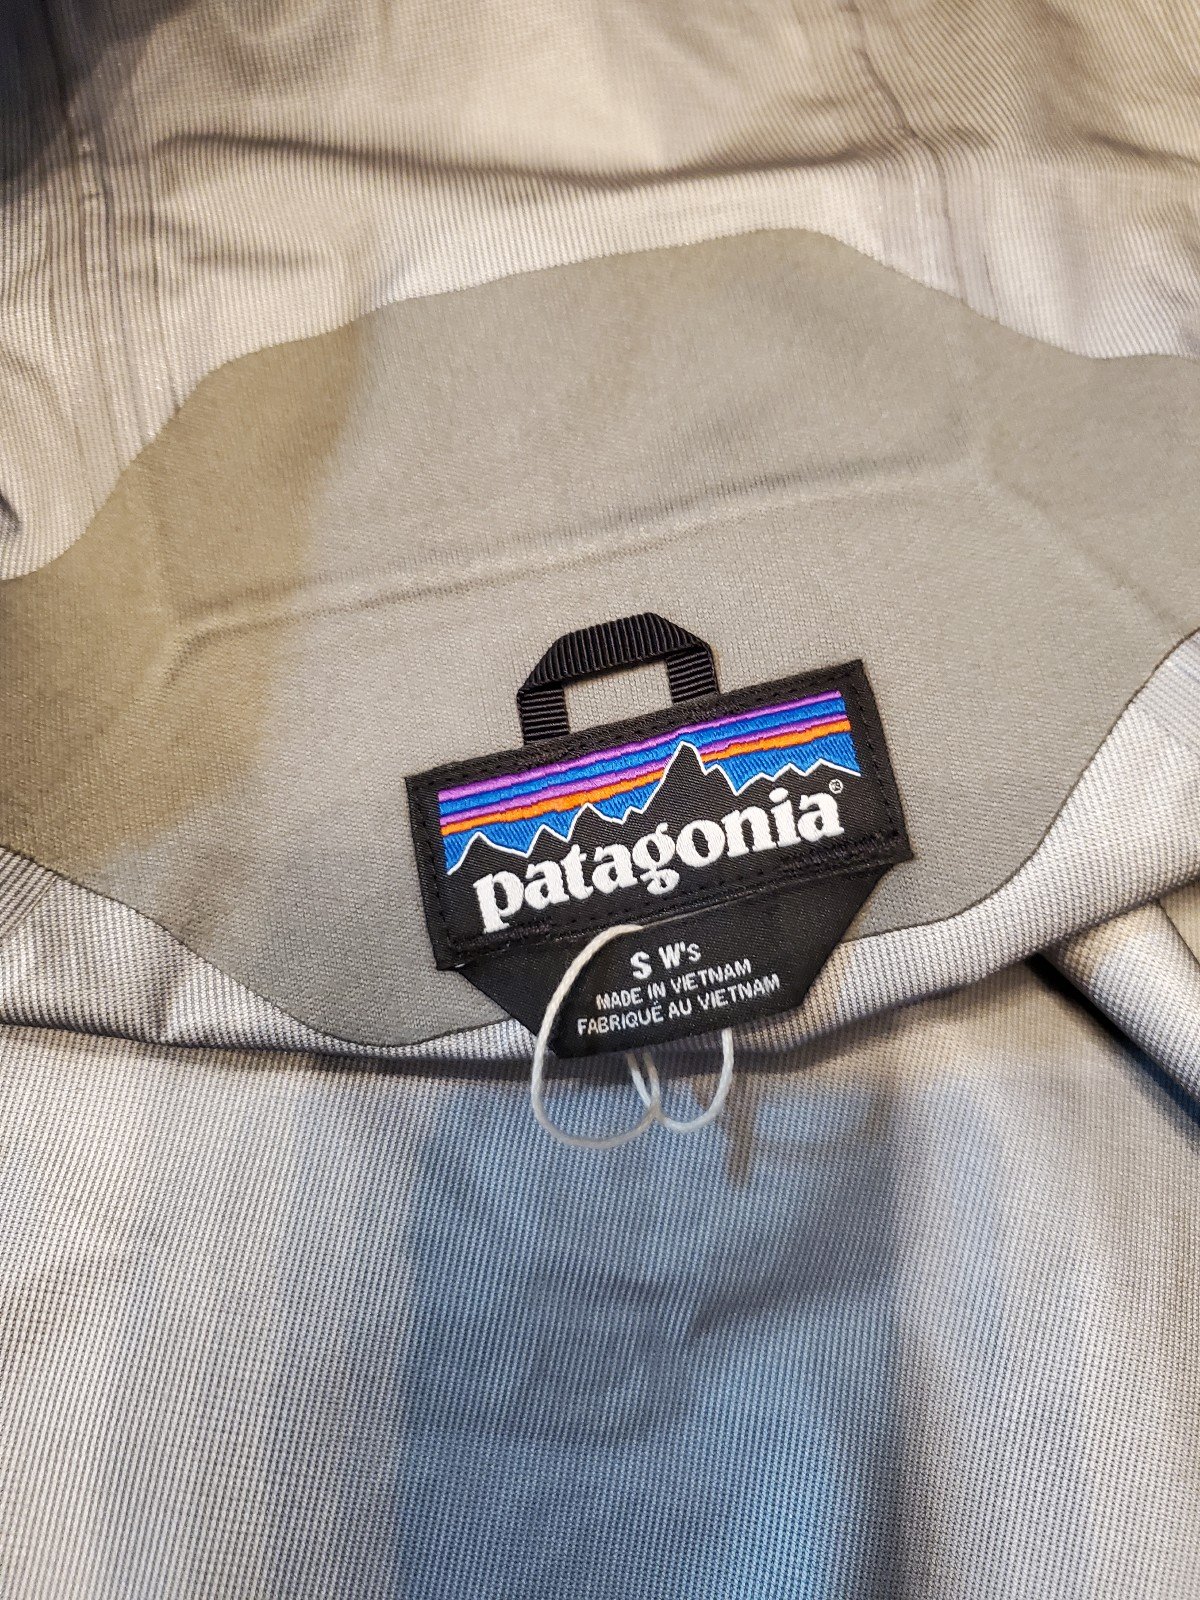 patagonia®
S W's
MADE IN VIETNAM
FABRIQUÉ AU VIETNAM